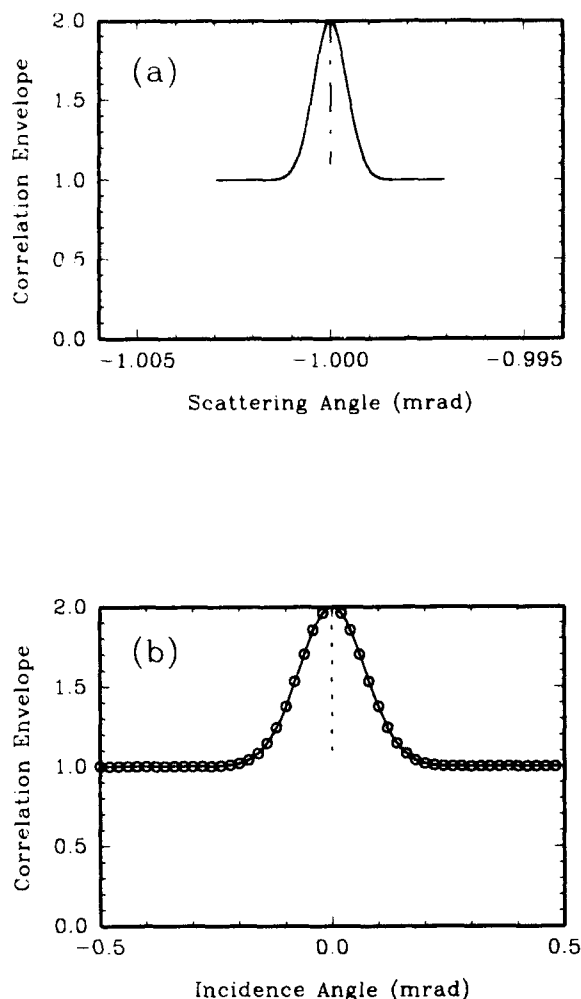 2.0
(a)
1.5
1.0
0.5
0.0
Correlation Envelope
-1.005
-1.000
-0.995
Scattering Angle (mrad)
2.0
(b)
1.5
1.0
0.5
0.0
Correlation Envelope
-0.5
0.0
0.5
Incidence Angle (mrad)